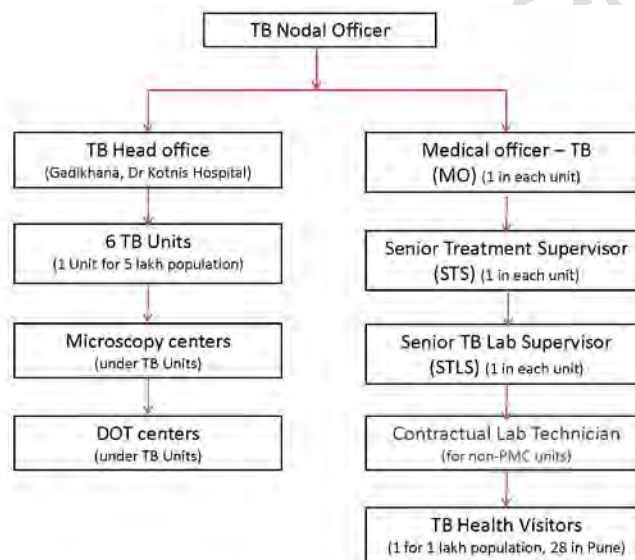 TB Nodal Officer
TB Head office
(Gadikhana, Dr Kotnis Hospital)
6 TB Units
(1 Unit for 5 lakh population)
Microscopy centers
(under TB Units)
DOT centers
(under TB Units)
Medical officer – TB
(MO) (1 in each unit)
Senior Treatment Supervisor
(STS) (1 in each unit)
Senior TB Lab Supervisor
(STLS) (1 in each unit)
Contractual Lab Technician
(for non-PMC units)
TB Health Visitors
(1 for 1 lakh population, 28 in Pune)